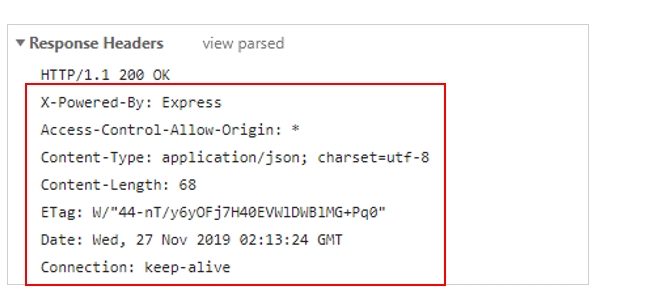 ▼ Response Headers view parsed
HTTP/1.1 200 OK
X-Powered-By: Express
Access-Control-Allow-Origin: *
Content-Type: application/json; charset=utf-8
Content-Length: 68
ETag: W/"44-nT/y6yOFj7H40EVWlDWBlMG+Pq0"
Date: Wed, 27 Nov 2019 02:13:24 GMT
Connection: keep-alive